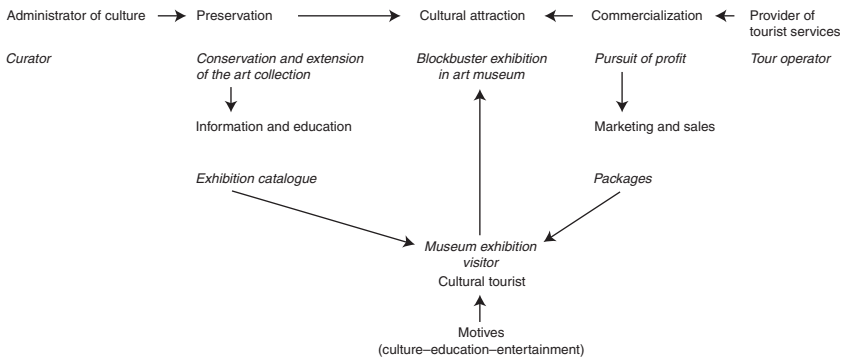 Administrator of culture
Preservation
Cultural attraction
Commercialization
Provider of
tourist services
Curator
Conservation and extension
of the art collection
Blockbuster exhibition
in art museum
Pursuit of profit
Tour operator
Information and education
Marketing and sales
Exhibition catalogue
Packages
Museum exhibition
visitor
Cultural tourist
Motives
(culture–education–entertainment)